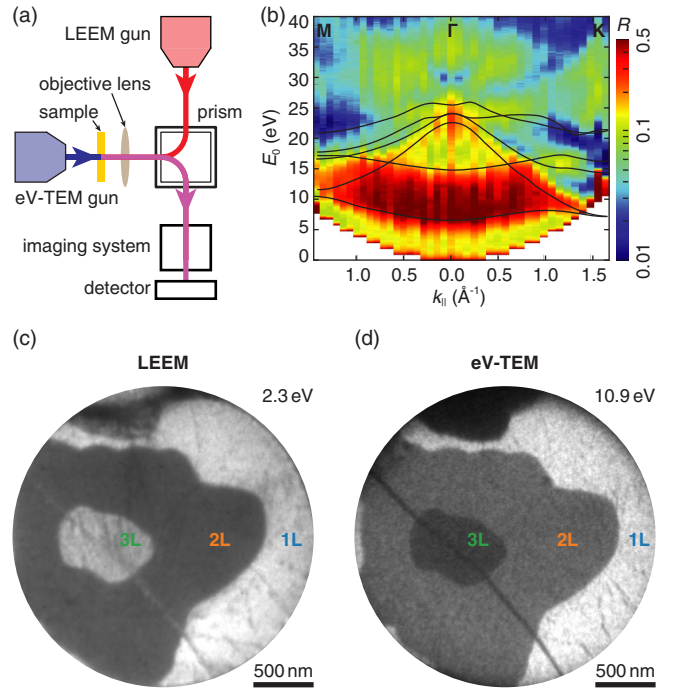 (a)
LEEM gun
objective lens
sample
prism
eV-TEM gun
imaging system
detector
(b)
M Γ K R
40
35
30
25
20
15
10
5
0
E₀ (eV)
1.0 0.5 0.0 0.5 1.0 1.5
k|| (Å⁻¹)
0.5
0.1
0.01
(c)
LEEM
2.3 eV
3L 2L 1L
500 nm
(d)
eV-TEM
10.9 eV
3L 2L 1L
500 nm